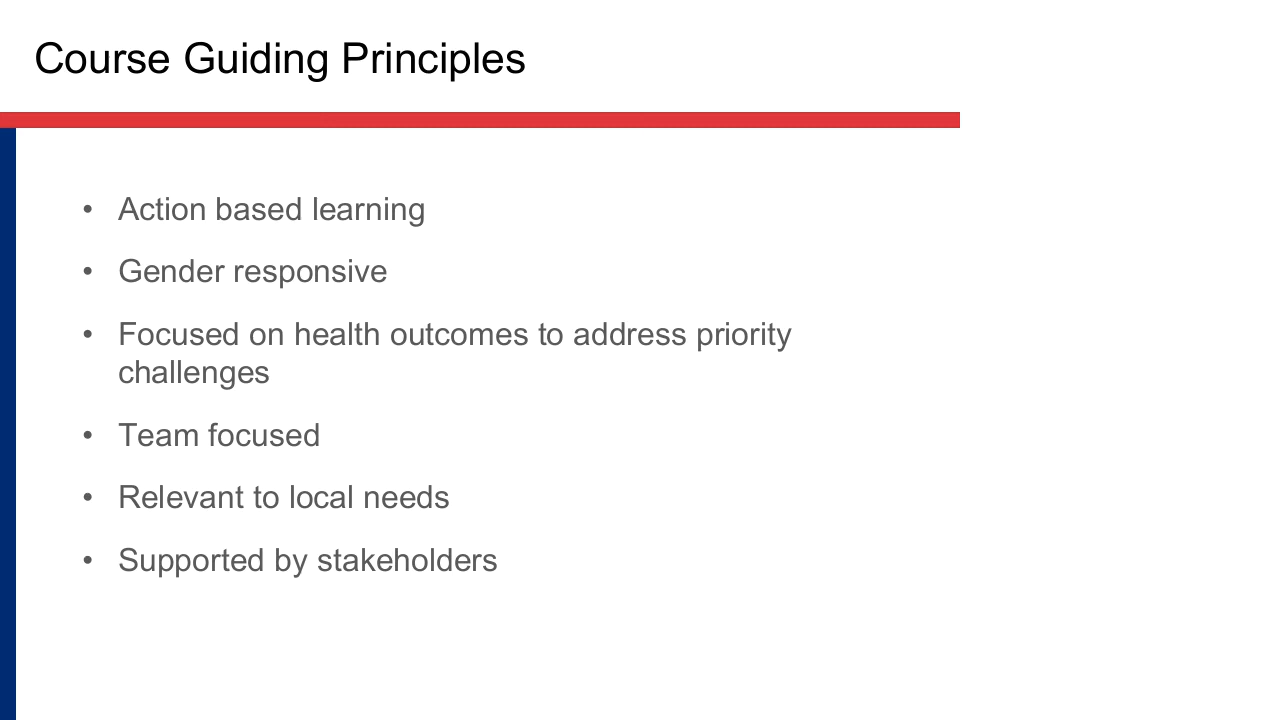 Course Guiding Principles
• Action based learning
• Gender responsive
• Focused on health outcomes to address priority
challenges
• Team focused
• Relevant to local needs
• Supported by stakeholders